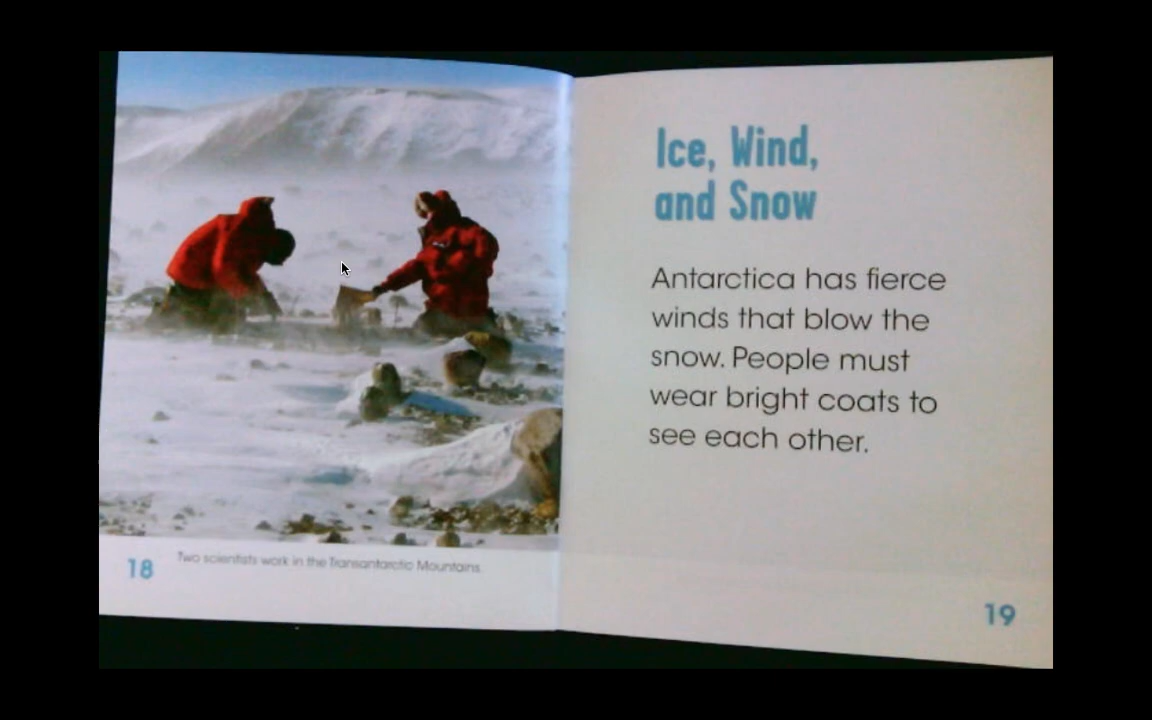 18
Two scientists work in the Transantarctic Mountains.
Ice, Wind,
and Snow
Antarctica has fierce
winds that blow the
snow. People must
wear bright coats to
see each other.
19